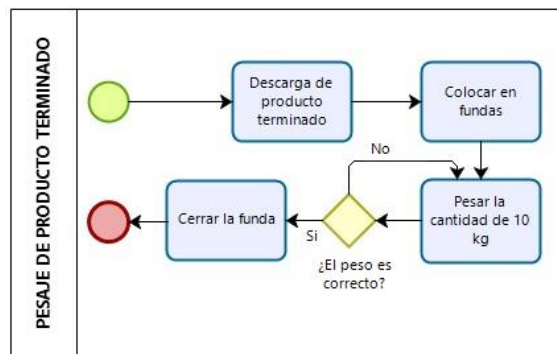 PESAJE DE PRODUCTO TERMINADO
Descarga de
producto
terminado
Colocar en
fundas
No
Pesar la
cantidad de 10
kg
Cerrar la funda
Si
¿El peso es
correcto?